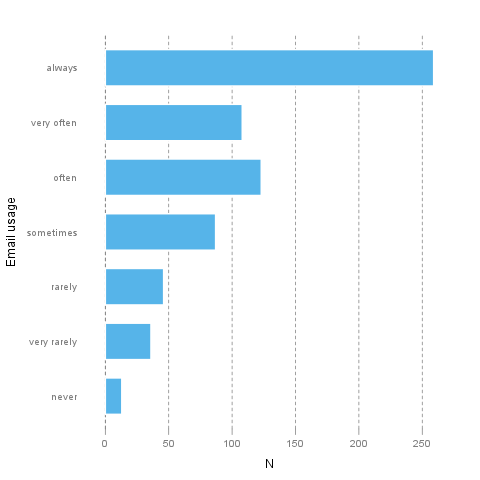 always
very often
often
sometimes
rarely
very rarely
never
Email usage
0 50 100 150 200 250
N